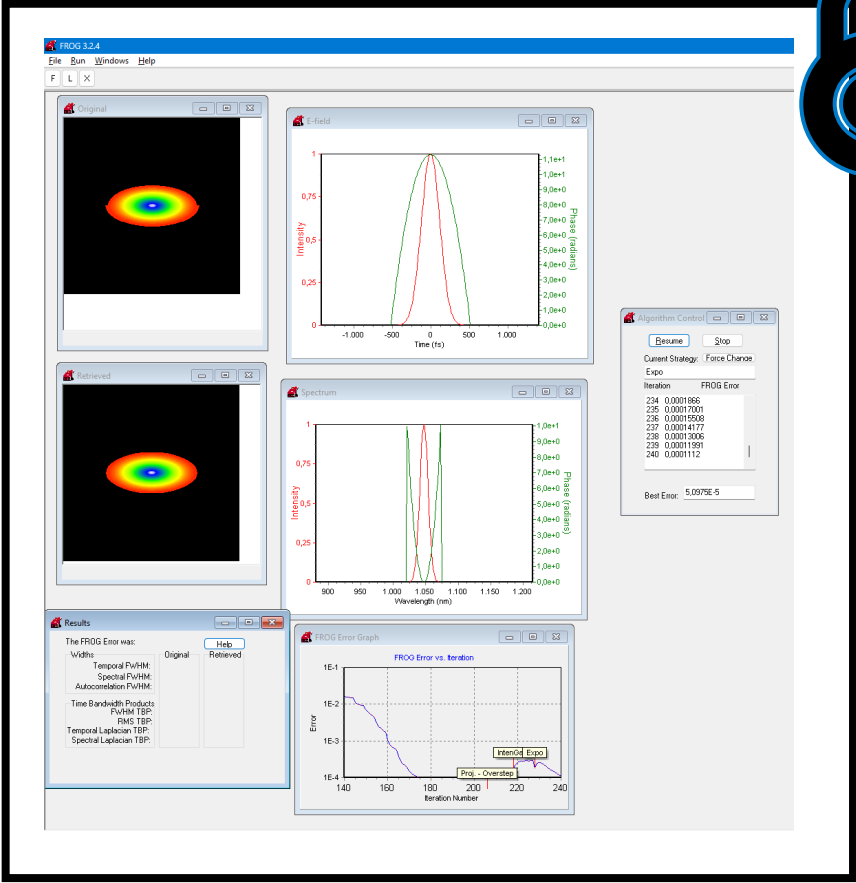 FROG 3.2.4
File Run Windows Help
F L X
Original
E-field
1
0,75
0,5
0,25
0
Intensity
-1.000 -500 0 500 1.000
Time (fs)
1,1e+1
1,0e+1
9,0e+0
8,0e+0
7,0e+0
6,0e+0
5,0e+0
4,0e+0
3,0e+0
2,0e+0
1,0e+0
0,0e+0
Phase (radians)
Algorithm Control
Resume Stop
Current Strategy: Force Change
Expo
Iteration FROG Error
234 0,0001866
235 0,00017001
236 0,00015508
237 0,00014177
238 0,00013006
239 0,00011991
240 0,0001112
Best Error: 5,0975E-5
Retrieved
Spectrum
1
0,75
0,5
0,25
0
Intensity
900 950 1.000 1.050 1.100 1.150 1.200
Wavelength (nm)
1,0e+1
9,0e+0
8,0e+0
7,0e+0
6,0e+0
5,0e+0
4,0e+0
3,0e+0
2,0e+0
1,0e+0
0,0e+0
Phase (radians)
Results
The FROG Error was: Help
Widths Original Retrieved
Temporal FWHM:
Spectral FWHM:
Autocorrelation FWHM:
Time Bandwidth Products
FWHM TBP:
RMS TBP:
Temporal Laplacian TBP:
Spectral Laplacian TBP:
FROG Error Graph
FROG Error vs. Iteration
1E-1
1E-2
1E-3
1E-4
Error
IntenGe Expo
Proj. - Overstep
140 160 180 200 220 240
Iteration Number